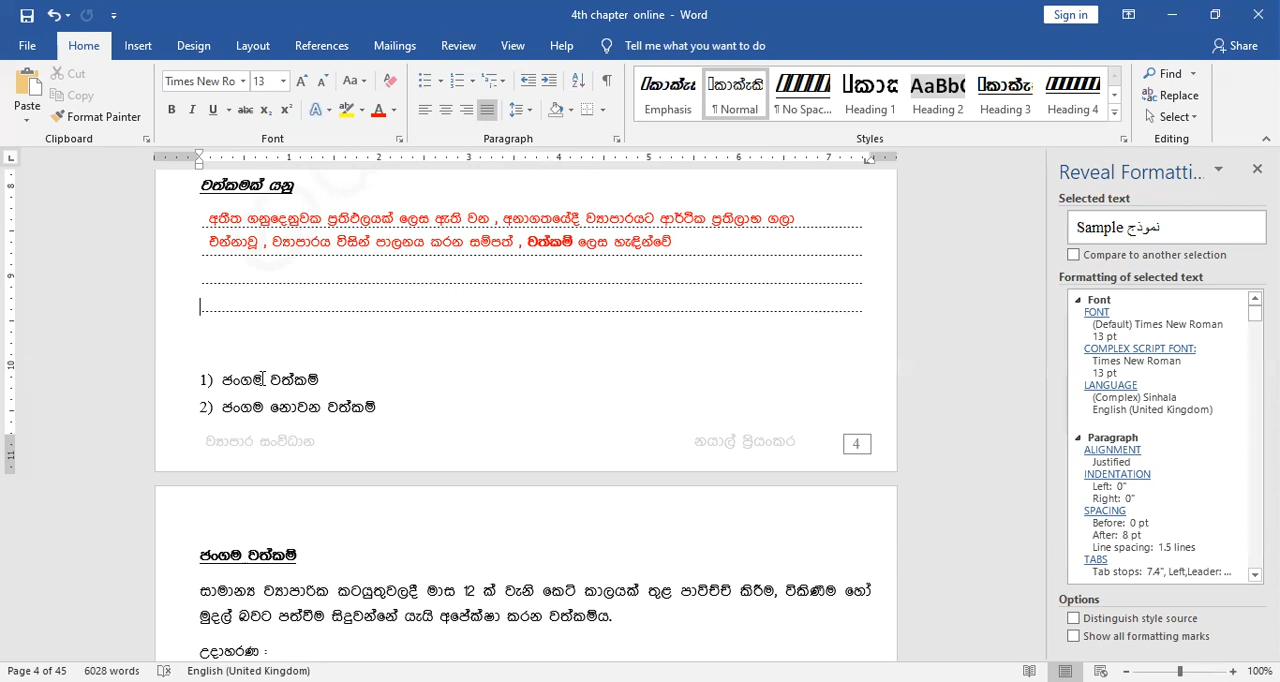 4th chapter online - Word
Sign in
File Home Insert Design Layout References Mailings Review View Help Tell me what you want to do Share
Paste
Cut
Copy
Format Painter
Clipboard
Times New Ro 13
Font
Paragraph
Emphasis
¶ Normal
¶ No Spac...
Heading 1
Heading 2
Heading 3
Heading 4
Styles
Find
Replace
Select
Editing
වත්කමක් යනු
අතීත ගනුදෙනුවක ප්‍රතිඵලයක් ලෙස ඇති වන , අනාගතයේදී ව්‍යාපාරයට ආර්ථික ප්‍රතිලාභ ගලා
එන්නාවූ , ව්‍යාපාරය විසින් පාලනය කරන සම්පත් , වත්කම් ලෙස හැඳින්වේ
1) ජංගම වත්කම්
2) ජංගම නොවන වත්කම්
ව්‍යාපාර සංවිධාන නයාල් ප්‍රියංකර 4
ජංගම වත්කම්
සාමාන්‍ය ව්‍යාපාරික කටයුතුවලදී මාස 12 ක් වැනි කෙටි කාලයක් තුළ පාවිච්චි කිරීම, විකිණීම හෝ
මුදල් බවට පත්වීම සිදුවන්නේ යැයි අපේක්ෂා කරන වත්කම්ය.
උදාහරණ :
Reveal Formatti...
Selected text
Sample نموذج
Compare to another selection
Formatting of selected text
Font
FONT
(Default) Times New Roman
13 pt
COMPLEX SCRIPT FONT:
Times New Roman
13 pt
LANGUAGE
(Complex) Sinhala
English (United Kingdom)
Paragraph
ALIGNMENT
Justified
INDENTATION
Left: 0"
Right: 0"
SPACING
Before: 0 pt
After: 8 pt
Line spacing: 1.5 lines
TABS
Tab stops: 7.4", Left,Leader: ...
Options
Distinguish style source
Show all formatting marks
Page 4 of 45 6028 words English (United Kingdom) 100%